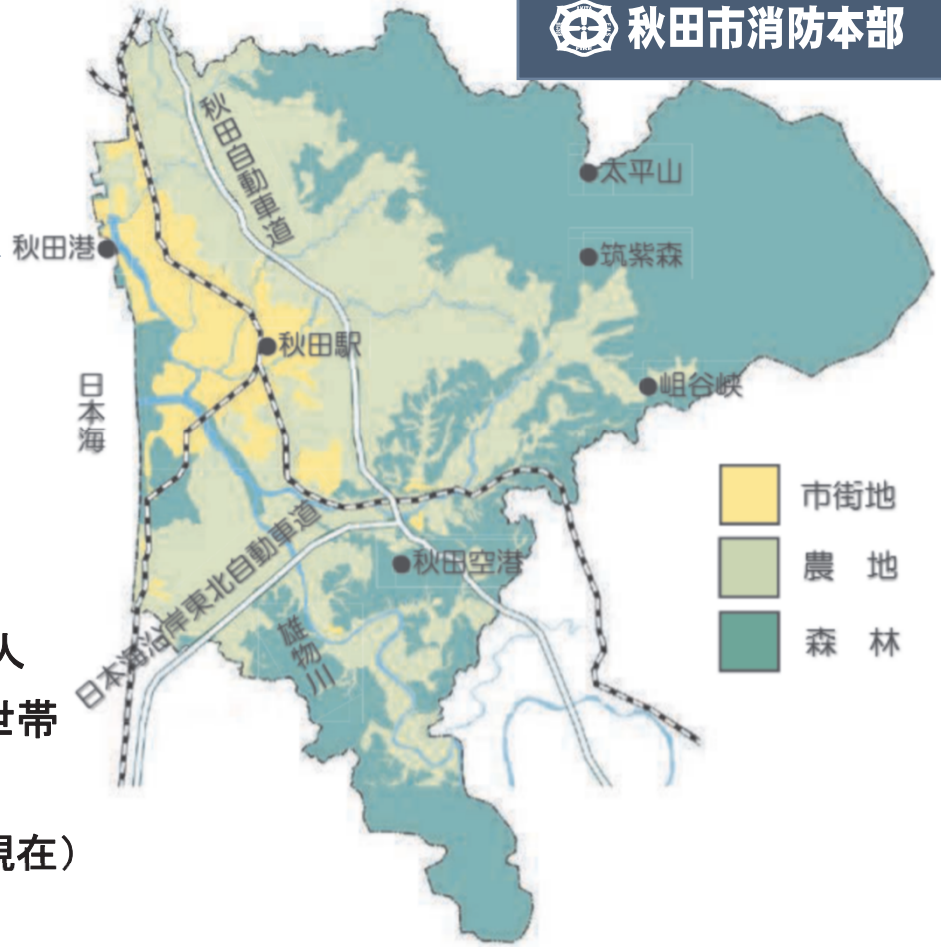 秋田市消防本部
秋田自動車道
太平山
秋田港
筑紫森
秋田駅
岨谷峡
日本海
市街地
農 地
秋田空港
日本海沿岸東北自動車道
雄物川
森 林
人
世帯
現在）